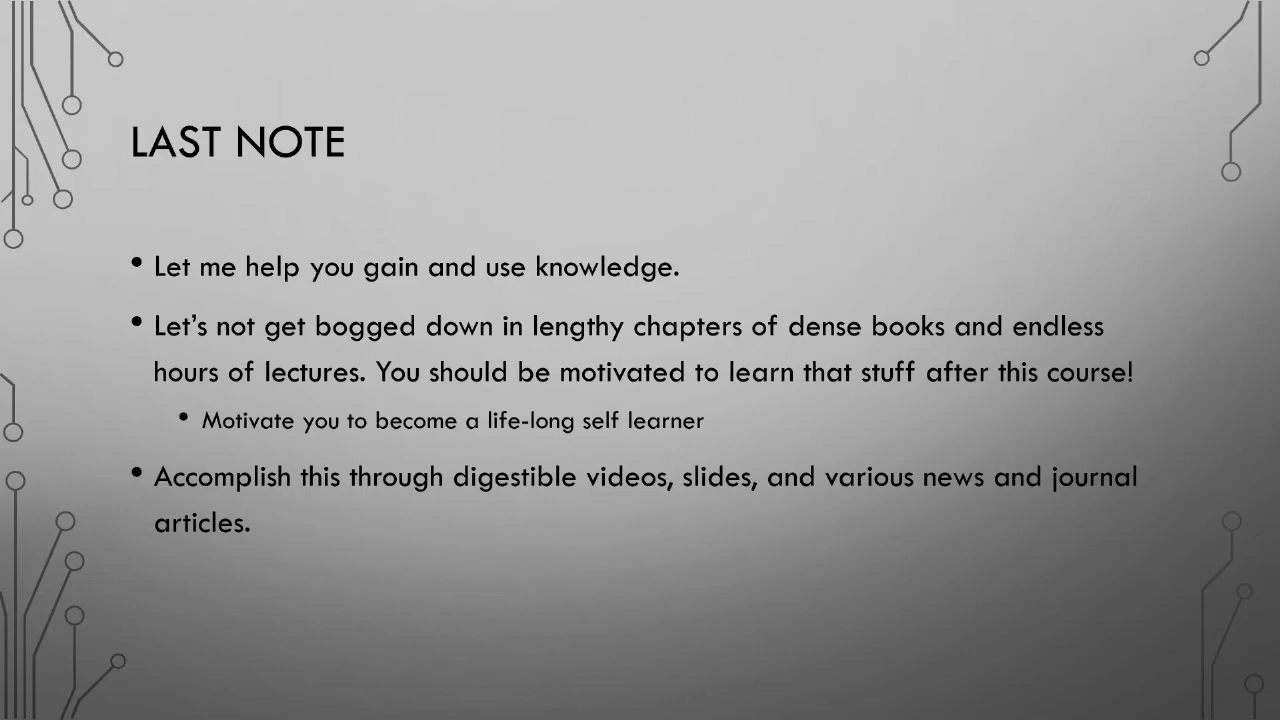 LAST NOTE
• Let me help you gain and use knowledge.
• Let’s not get bogged down in lengthy chapters of dense books and endless
hours of lectures. You should be motivated to learn that stuff after this course!
• Motivate you to become a life-long self learner
• Accomplish this through digestible videos, slides, and various news and journal
articles.